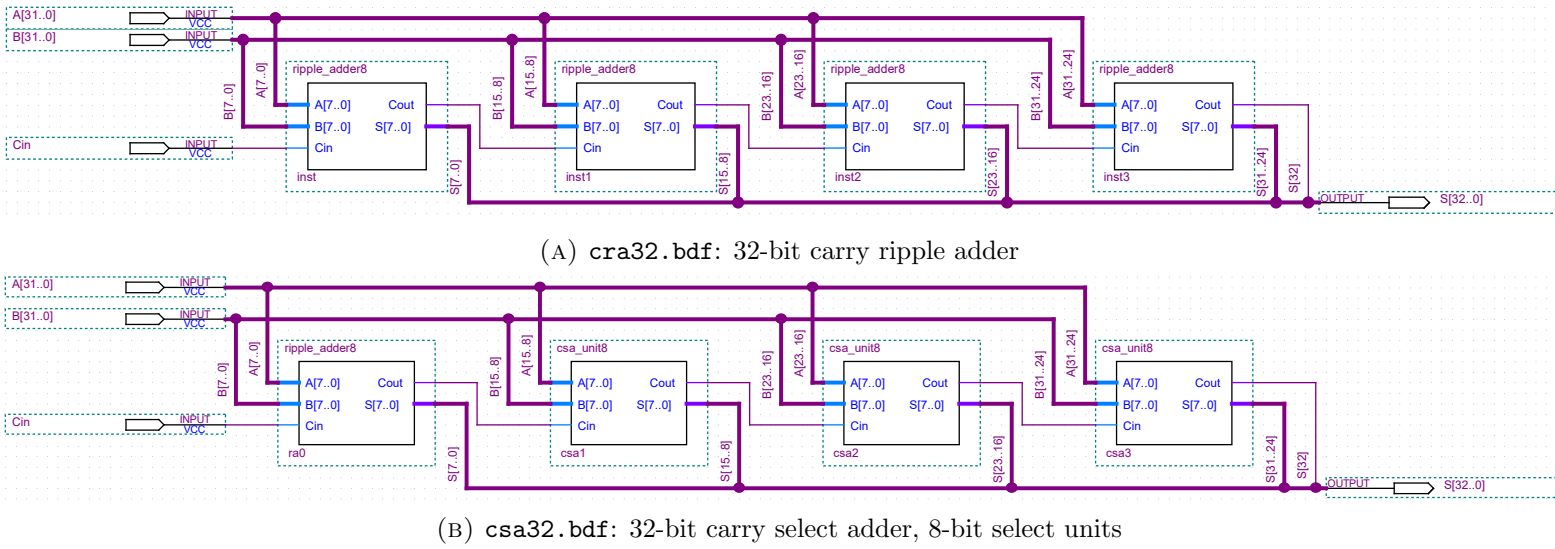 A[31..0] INPUT VCC
B[31..0] INPUT VCC
B[7..0] A[7..0] B[15..8] A[15..8] B[23..16] A[23..16] B[31..24] A[31..24]
ripple_adder8 ripple_adder8 ripple_adder8 ripple_adder8
A[7..0] Cout A[7..0] Cout A[7..0] Cout A[7..0] Cout
B[7..0] S[7..0] B[7..0] S[7..0] B[7..0] S[7..0] B[7..0] S[7..0]
Cin INPUT VCC Cin Cin Cin Cin
inst inst1 inst2 inst3
S[7..0] S[15..8] S[23..16] S[31..24] S[32]
OUTPUT S[32..0]
(A) cra32.bdf: 32-bit carry ripple adder
A[31..0] INPUT VCC
B[31..0] INPUT VCC
B[7..0] A[7..0] B[15..8] A[15..8] B[23..16] A[23..16] B[31..24] A[31..24]
ripple_adder8 csa_unit8 csa_unit8 csa_unit8
A[7..0] Cout A[7..0] Cout A[7..0] Cout A[7..0] Cout
B[7..0] S[7..0] B[7..0] S[7..0] B[7..0] S[7..0] B[7..0] S[7..0]
Cin INPUT VCC Cin Cin Cin Cin
ra0 csa1 csa2 csa3
S[7..0] S[15..8] S[23..16] S[31..24] S[32]
OUTPUT S[32..0]
(B) csa32.bdf: 32-bit carry select adder, 8-bit select units